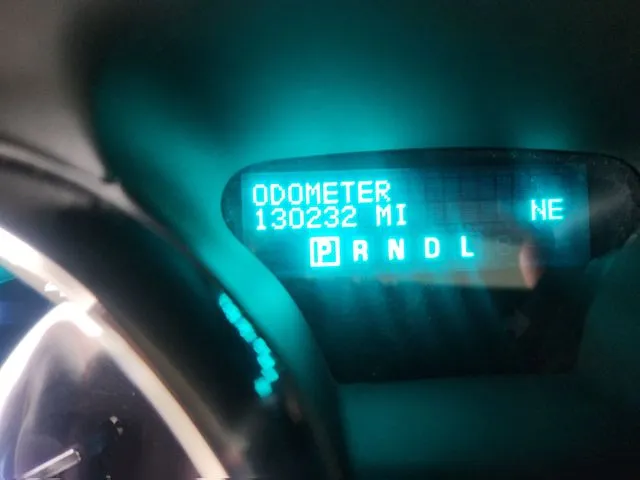 ODOMETER
130232 MI NE
P R N D L